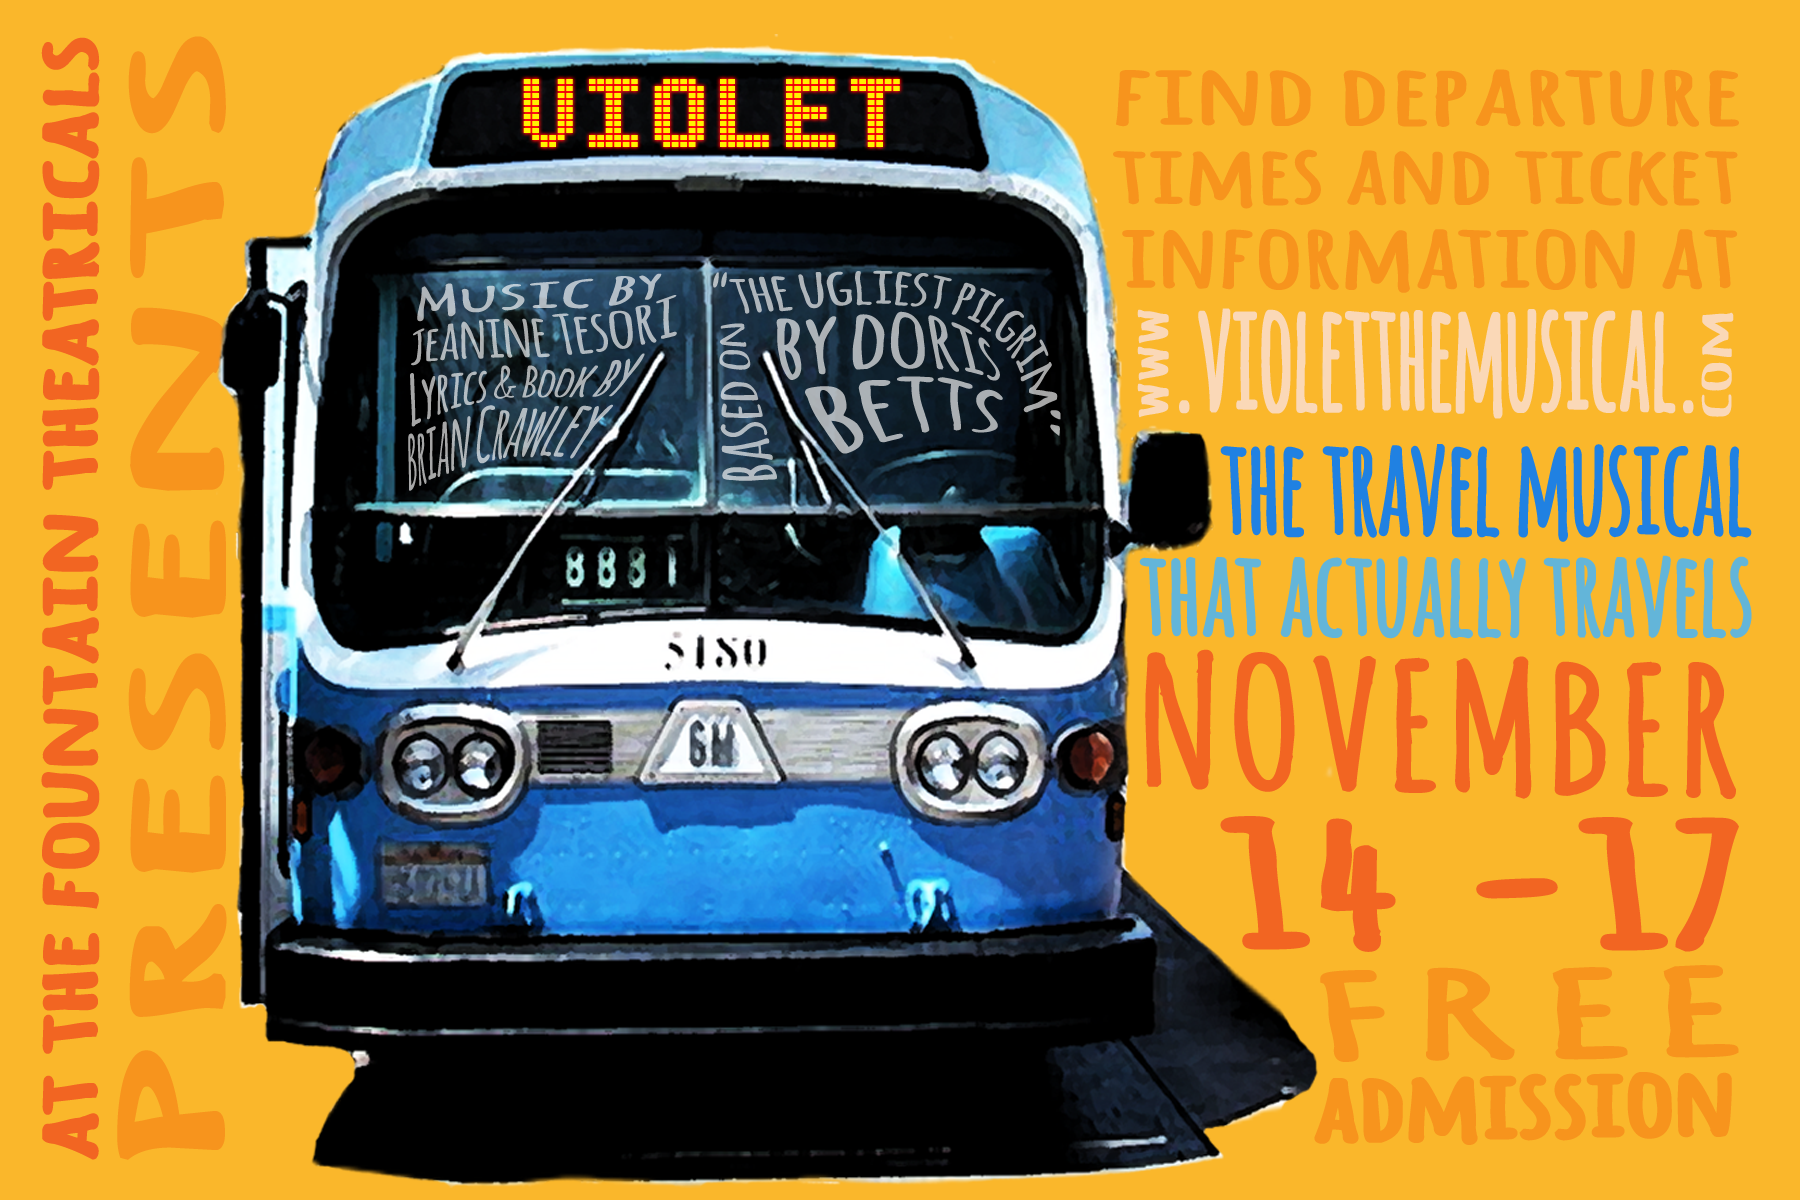 AT THE FOUNTAIN THEATRICALS
PRESENTS
VIOLET
MUSIC BY
JEANINE TESORI
LYRICS & BOOK BY
BRIAN CRAWLEY
BASED ON
"THE UGLIEST PILGRIM"
BY DORIS
BETTS
8881
5180
GM
FIND DEPARTURE
TIMES AND TICKET
INFORMATION AT
WWW.VIOLETTHEMUSICAL.COM
THE TRAVEL MUSICAL
THAT ACTUALLY TRAVELS
NOVEMBER
14 - 17
FREE
ADMISSION